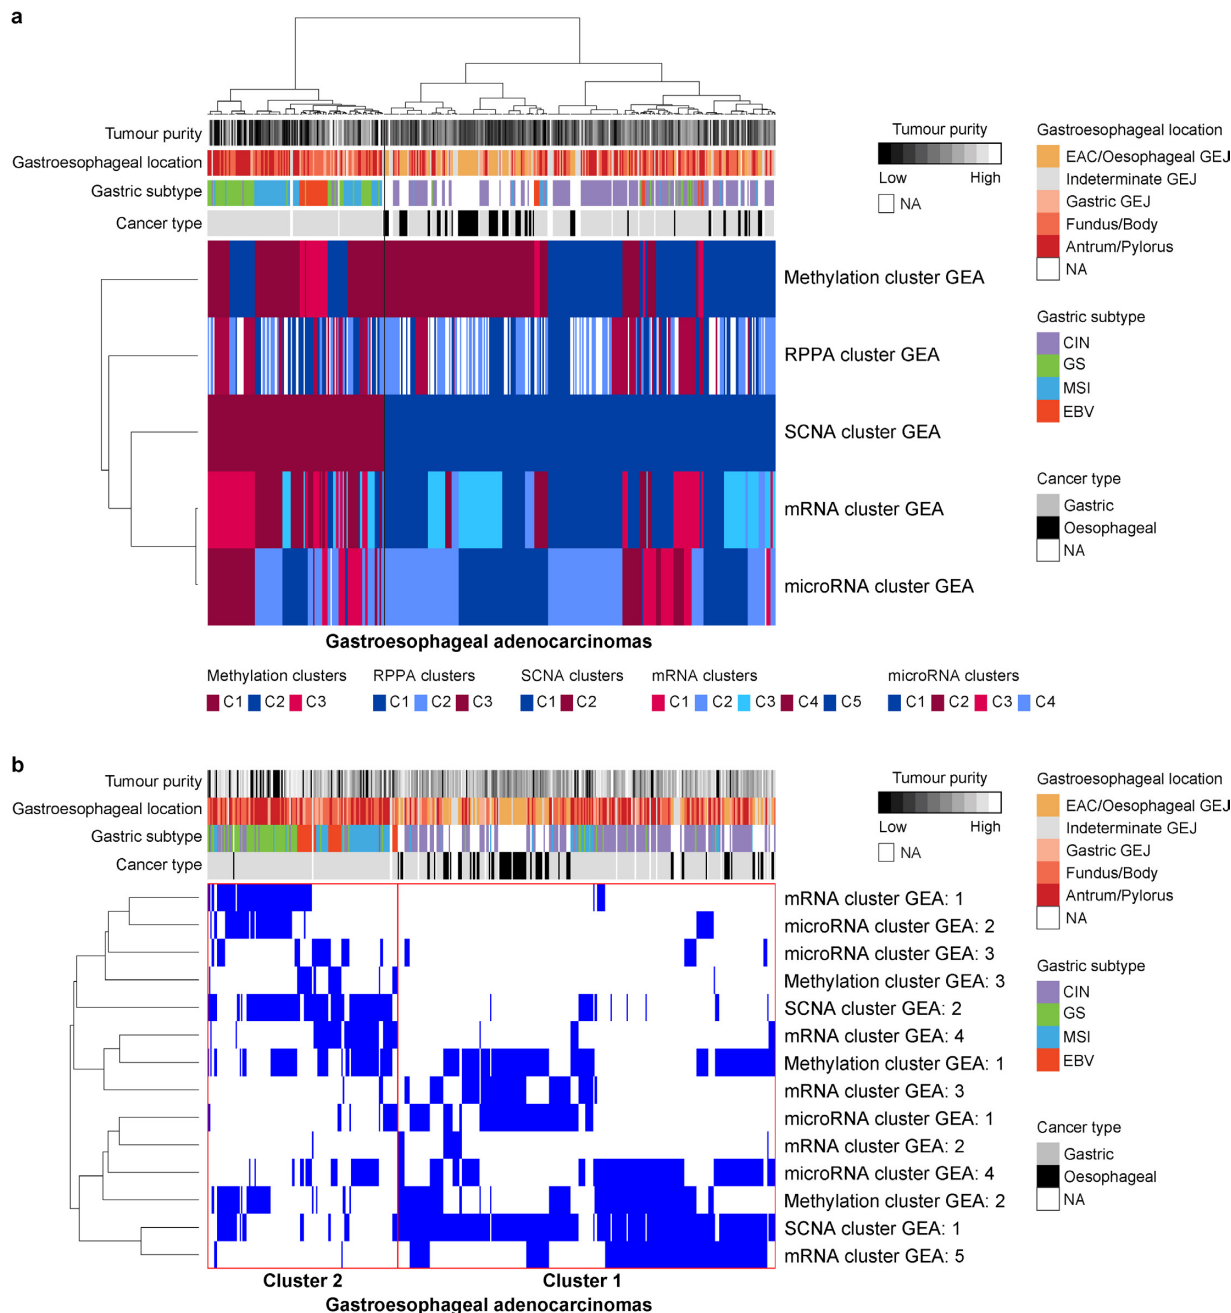 a
Tumour purity
Gastroesophageal location
Gastric subtype
Cancer type
Methylation cluster GEA
RPPA cluster GEA
SCNA cluster GEA
mRNA cluster GEA
microRNA cluster GEA
Gastroesophageal adenocarcinomas
Tumour purity
Low High
NA
Gastroesophageal location
EAC/Oesophageal GEJ
Indeterminate GEJ
Gastric GEJ
Fundus/Body
Antrum/Pylorus
NA
Gastric subtype
CIN
GS
MSI
EBV
Cancer type
Gastric
Oesophageal
NA
Methylation clusters
C1 C2 C3
RPPA clusters
C1 C2 C3
SCNA clusters
C1 C2
mRNA clusters
C1 C2 C3 C4 C5
microRNA clusters
C1 C2 C3 C4
b
Tumour purity
Gastroesophageal location
Gastric subtype
Cancer type
mRNA cluster GEA: 1
microRNA cluster GEA: 2
microRNA cluster GEA: 3
Methylation cluster GEA: 3
SCNA cluster GEA: 2
mRNA cluster GEA: 4
Methylation cluster GEA: 1
mRNA cluster GEA: 3
microRNA cluster GEA: 1
mRNA cluster GEA: 2
microRNA cluster GEA: 4
Methylation cluster GEA: 2
SCNA cluster GEA: 1
mRNA cluster GEA: 5
Cluster 2 Cluster 1
Gastroesophageal adenocarcinomas
Tumour purity
Low High
NA
Gastroesophageal location
EAC/Oesophageal GEJ
Indeterminate GEJ
Gastric GEJ
Fundus/Body
Antrum/Pylorus
NA
Gastric subtype
CIN
GS
MSI
EBV
Cancer type
Gastric
Oesophageal
NA